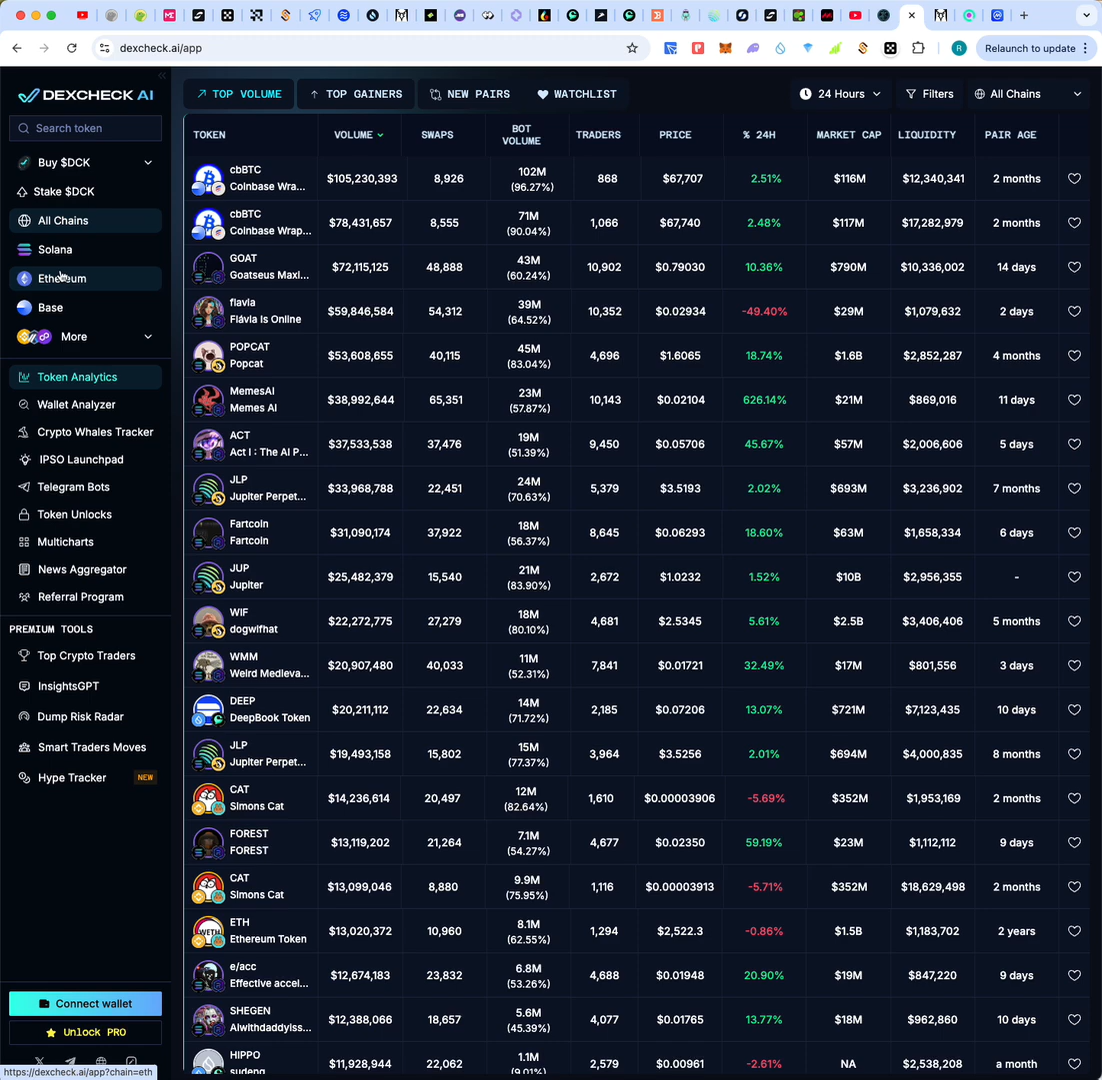 dexcheck.ai/app
R
Relaunch to update
DEXCHECK AI
Search token
Buy $DCK
Stake $DCK
All Chains
Solana
Ethereum
Base
More
Token Analytics
Wallet Analyzer
Crypto Whales Tracker
IPSO Launchpad
Telegram Bots
Token Unlocks
Multicharts
News Aggregator
Referral Program
PREMIUM TOOLS
Top Crypto Traders
InsightsGPT
Dump Risk Radar
Smart Traders Moves
Hype Tracker NEW
Connect wallet
Unlock PRO
https://dexcheck.ai/app?chain=eth
TOP VOLUME TOP GAINERS NEW PAIRS WATCHLIST 24 Hours Filters All Chains
TOKEN VOLUME SWAPS BOT VOLUME TRADERS PRICE % 24H MARKET CAP LIQUIDITY PAIR AGE
cbBTC 102M
Coinbase Wra... $105,230,393 8,926 (96.27%) 868 $67,707 2.51% $116M $12,340,341 2 months
cbBTC 71M
Coinbase Wrap... $78,431,657 8,555 (90.04%) 1,066 $67,740 2.48% $117M $17,282,979 2 months
GOAT 43M
Goatseus Maxi... $72,115,125 48,888 (60.24%) 10,902 $0.79030 10.36% $790M $10,336,002 14 days
flavia 39M
Flávia Is Online $59,846,584 54,312 (64.52%) 10,352 $0.02934 -49.40% $29M $1,079,632 2 days
POPCAT 45M
Popcat $53,608,655 40,115 (83.04%) 4,696 $1.6065 18.74% $1.6B $2,852,287 4 months
MemesAI 23M
Memes AI $38,992,644 65,351 (57.87%) 10,143 $0.02104 626.14% $21M $869,016 11 days
ACT 19M
Act I : The AI P... $37,533,538 37,476 (51.39%) 9,450 $0.05706 45.67% $57M $2,006,606 5 days
JLP 24M
Jupiter Perpet... $33,968,788 22,451 (70.63%) 5,379 $3.5193 2.02% $693M $3,236,902 7 months
Fartcoin 18M
Fartcoin $31,090,174 37,922 (56.37%) 8,645 $0.06293 18.60% $63M $1,658,334 6 days
JUP 21M
Jupiter $25,482,379 15,540 (83.90%) 2,672 $1.0232 1.52% $10B $2,956,355 -
WIF 18M
dogwifhat $22,272,775 27,279 (80.10%) 4,681 $2.5345 5.61% $2.5B $3,406,406 5 months
WMM 11M
Weird Medieva... $20,907,480 40,033 (52.31%) 7,841 $0.01721 32.49% $17M $801,556 3 days
DEEP 14M
DeepBook Token $20,211,112 22,634 (71.72%) 2,185 $0.07206 13.07% $721M $7,123,435 10 days
JLP 15M
Jupiter Perpet... $19,493,158 15,802 (77.37%) 3,964 $3.5256 2.01% $694M $4,000,835 8 months
CAT 12M
Simons Cat $14,236,614 20,497 (82.64%) 1,610 $0.00003906 -5.69% $352M $1,953,169 2 months
FOREST 7.1M
FOREST $13,119,202 21,264 (54.27%) 4,677 $0.02350 59.19% $23M $1,112,112 9 days
CAT 9.9M
Simons Cat $13,099,046 8,880 (75.95%) 1,116 $0.00003913 -5.71% $352M $18,629,498 2 months
WETH
ETH 8.1M
Ethereum Token $13,020,372 10,960 (62.55%) 1,294 $2,522.3 -0.86% $1.5B $1,183,702 2 years
e/acc 6.8M
Effective accel... $12,674,183 23,832 (53.26%) 4,688 $0.01948 20.90% $19M $847,220 9 days
SHEGEN 5.6M
Aiwithdaddyiss... $12,388,066 18,657 (45.39%) 4,077 $0.01765 13.77% $18M $962,860 10 days
HIPPO 1.1M
sudeng $11,928,944 22,062 (9.01%) 2,579 $0.00961 -2.61% NA $2,538,208 a month